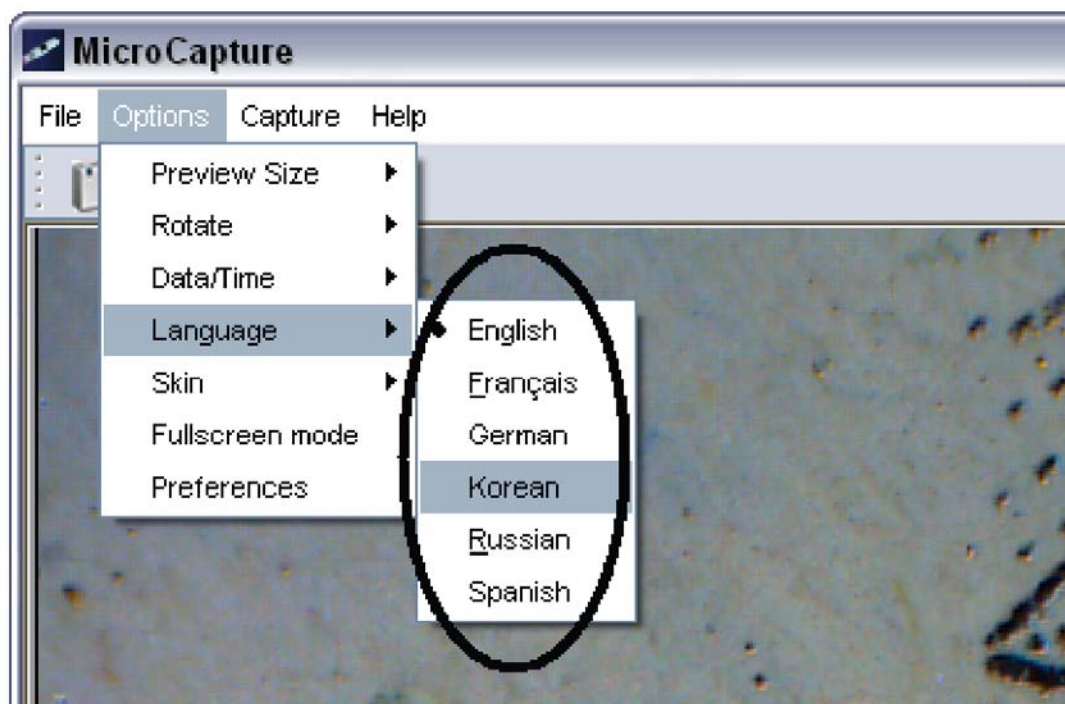 MicroCapture
File Options Capture Help
Preview Size
Rotate
Data/Time
Language
Skin
Fullscreen mode
Preferences
English
Français
German
Korean
Russian
Spanish